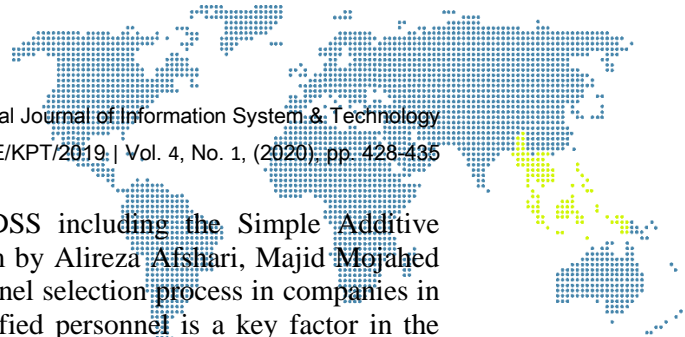 al Journal of Information System & Technology
E/KPT/2019 | Vol. 4, No. 1, (2020), pp. 428-435
DSS including the Simple Additive
by Alireza Afshari, Majid Mojahed
nel selection process in companies in
fied personnel is a key factor in the